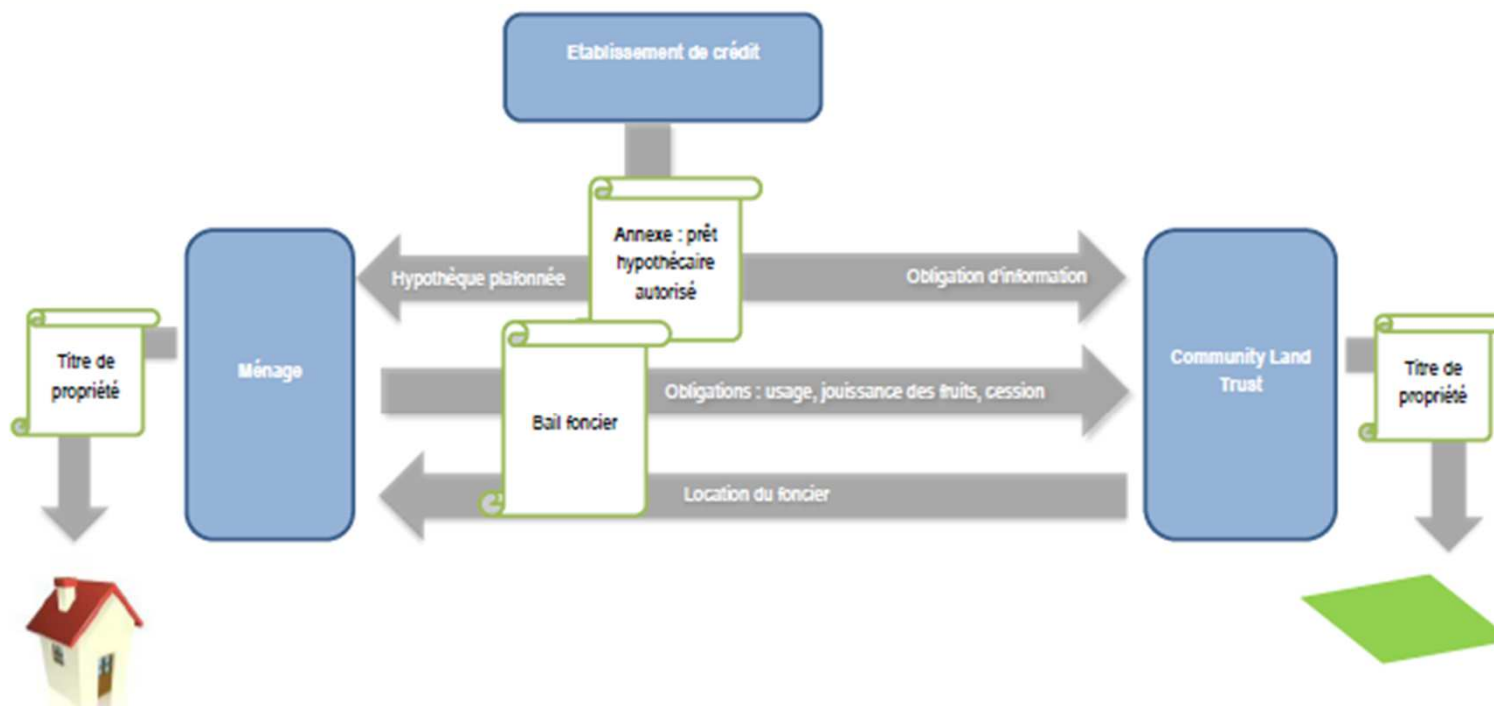 Etablissement de crédit
Annexe : prêt
hypothécaire
autorisé
Hypothèque plafonnée
Obligation d'information
Titre de
propriété
Ménage
Obligations : usage, jouissance des fruits, cession
Community Land
Trust
Titre de
propriété
Bail foncier
Location du foncier